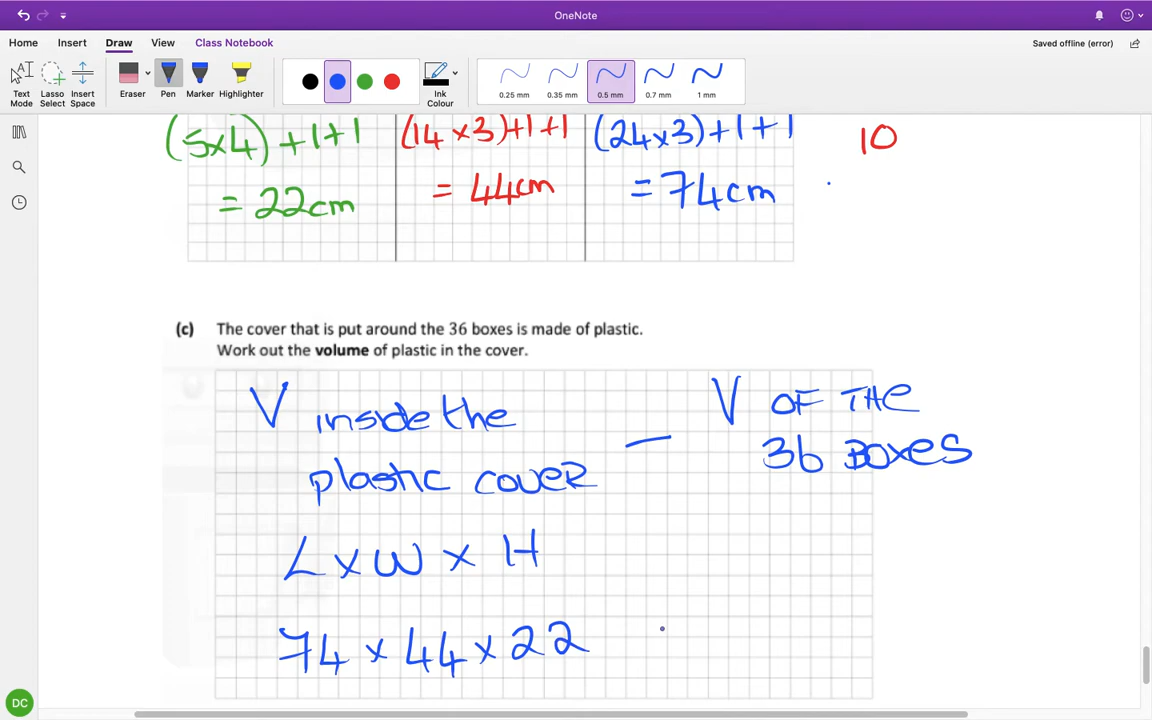 OneNote
Home Insert Draw View Class Notebook Saved offline (error)
Text Mode Lasso Select Insert Space Eraser Pen Marker Highlighter Ink Colour 0.25 mm 0.35 mm 0.5 mm 0.7 mm 1 mm
(5x4)+1+1 (14x3)+1+1 (24x3)+1+1 10
= 22cm = 44cm = 74cm
(c) The cover that is put around the 36 boxes is made of plastic.
Work out the volume of plastic in the cover.
V inside the plastic cover – V OF THE 36 BOXES
L x W x H
74 x 44 x 22
DC